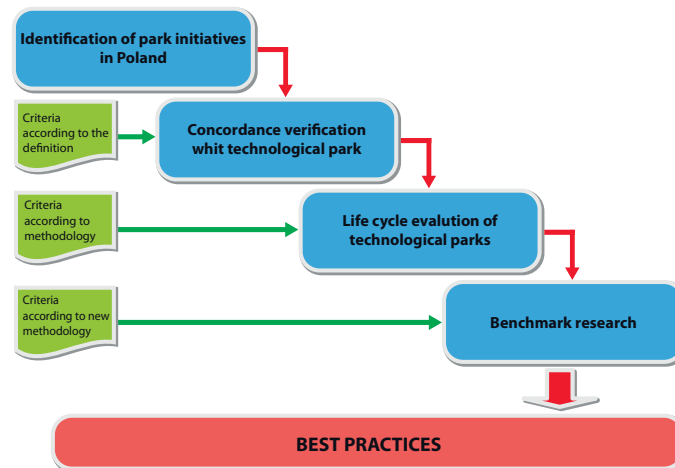 Identification of park initiatives
in Poland
Criteria
according to the
definition
Concordance verification
whit technological park
Criteria
according to
methodology
Life cycle evalution of
technological parks
Criteria
according to new
methodology
Benchmark research
BEST PRACTICES